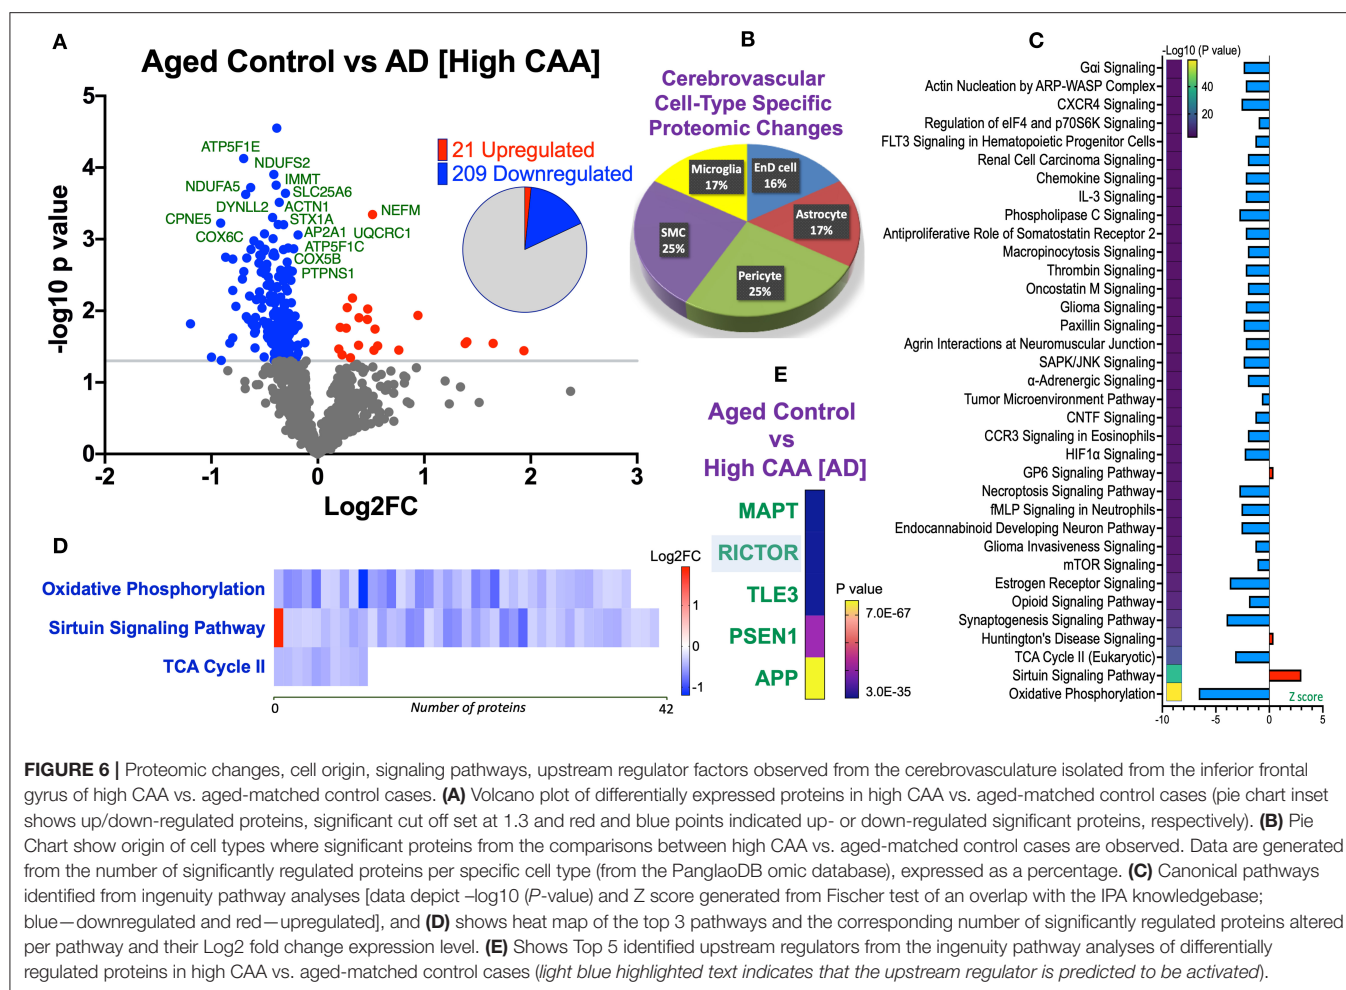 A
Aged Control vs AD [High CAA]
-log10 p value
5
4
3
2
1
0
-2
-1
0
1
2
3
Log2FC
ATP5F1E
NDUFS2
IMMT
NDUFA5
SLC25A6
DYNLL2
ACTN1
NEFM
CPNE5
STX1A
COX6C
AP2A1
UQCRC1
ATP5F1C
COX5B
PTPNS1
21 Upregulated
209 Downregulated
B
Cerebrovascular
Cell-Type Specific
Proteomic Changes
Microglia
17%
EnD cell
16%
Astrocyte
17%
SMC
25%
Pericyte
25%
C
-Log10 (P value)
40
20
Gαi Signaling
Actin Nucleation by ARP-WASP Complex
CXCR4 Signaling
Regulation of eIF4 and p70S6K Signaling
FLT3 Signaling in Hematopoietic Progenitor Cells
Renal Cell Carcinoma Signaling
Chemokine Signaling
IL-3 Signaling
Phospholipase C Signaling
Antiproliferative Role of Somatostatin Receptor 2
Macropinocytosis Signaling
Thrombin Signaling
Oncostatin M Signaling
Glioma Signaling
Paxillin Signaling
Agrin Interactions at Neuromuscular Junction
SAPK/JNK Signaling
α-Adrenergic Signaling
Tumor Microenvironment Pathway
CNTF Signaling
CCR3 Signaling in Eosinophils
HIF1α Signaling
GP6 Signaling Pathway
Necroptosis Signaling Pathway
fMLP Signaling in Neutrophils
Endocannabinoid Developing Neuron Pathway
Glioma Invasiveness Signaling
mTOR Signaling
Estrogen Receptor Signaling
Opioid Signaling Pathway
Synaptogenesis Signaling Pathway
Huntington's Disease Signaling
TCA Cycle II (Eukaryotic)
Sirtuin Signaling Pathway
Oxidative Phosphorylation
Z score
-10
-5
0
5
D
Log2FC
Oxidative Phosphorylation
Sirtuin Signaling Pathway
TCA Cycle II
1
0
-1
0
Number of proteins
42
E
Aged Control
vs
High CAA [AD]
MAPT
RICTOR
TLE3
PSEN1
APP
P value
7.0E-67
3.0E-35
FIGURE 6 | Proteomic changes, cell origin, signaling pathways, upstream regulator factors observed from the cerebrovasculature isolated from the inferior frontal
gyrus of high CAA vs. aged-matched control cases. (A) Volcano plot of differentially expressed proteins in high CAA vs. aged-matched control cases (pie chart inset
shows up/down-regulated proteins, significant cut off set at 1.3 and red and blue points indicated up- or down-regulated significant proteins, respectively). (B) Pie
Chart show origin of cell types where significant proteins from the comparisons between high CAA vs. aged-matched control cases are observed. Data are generated
from the number of significantly regulated proteins per specific cell type (from the PanglaoDB omic database), expressed as a percentage. (C) Canonical pathways
identified from ingenuity pathway analyses [data depict –log10 (P-value) and Z score generated from Fischer test of an overlap with the IPA knowledgebase;
blue—downregulated and red—upregulated], and (D) shows heat map of the top 3 pathways and the corresponding number of significantly regulated proteins altered
per pathway and their Log2 fold change expression level. (E) Shows Top 5 identified upstream regulators from the ingenuity pathway analyses of differentially
regulated proteins in high CAA vs. aged-matched control cases (light blue highlighted text indicates that the upstream regulator is predicted to be activated).